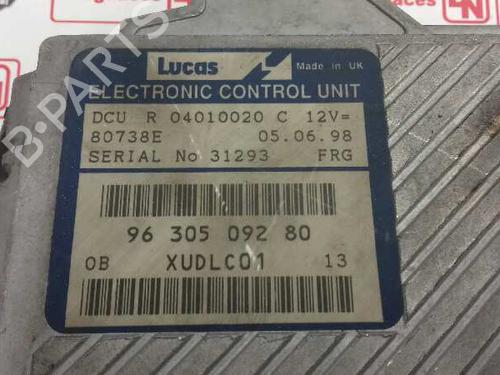 Lucas
Made in UK
ELECTRONIC CONTROL UNIT
DCU R 04010020 C 12V=
80738E 05.06.98
SERIAL No 31293 FRG
96 305 092 80
OB XUDLC01 13
B-PARTS